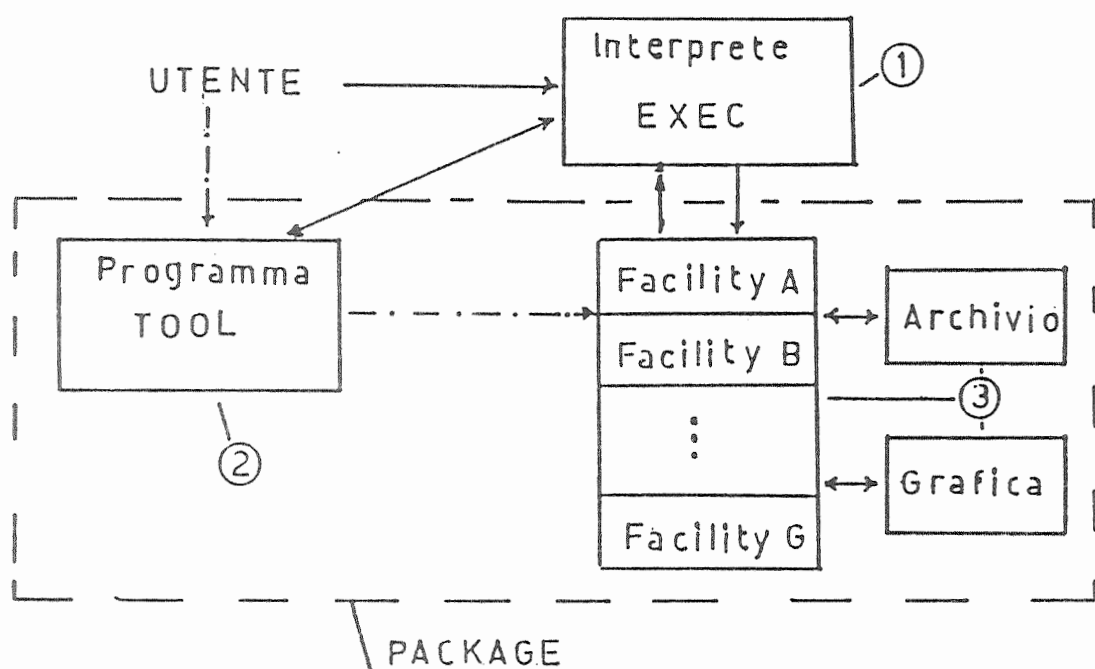 Interprete
EXEC
1
UTENTE
Programma
TOOL
2
Facility A
Facility B
⋮
Facility G
Archivio
3
Grafica
PACKAGE